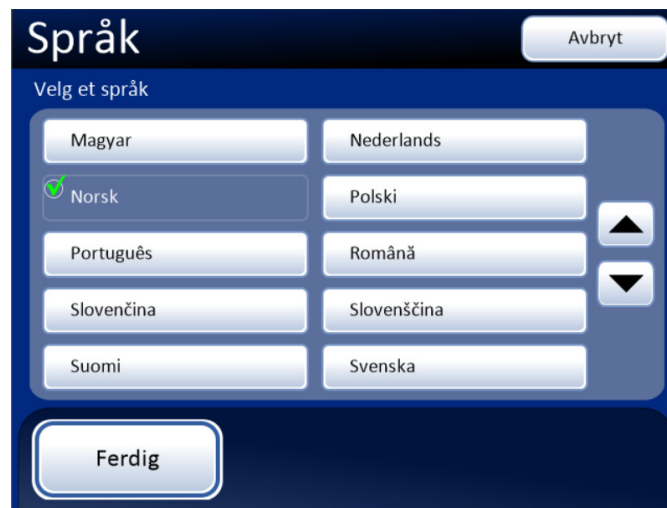 Språk
Avbryt
Velg et språk
Magyar
Nederlands
Norsk
Polski
Português
Română
Slovenčina
Slovenščina
Suomi
Svenska
Ferdig